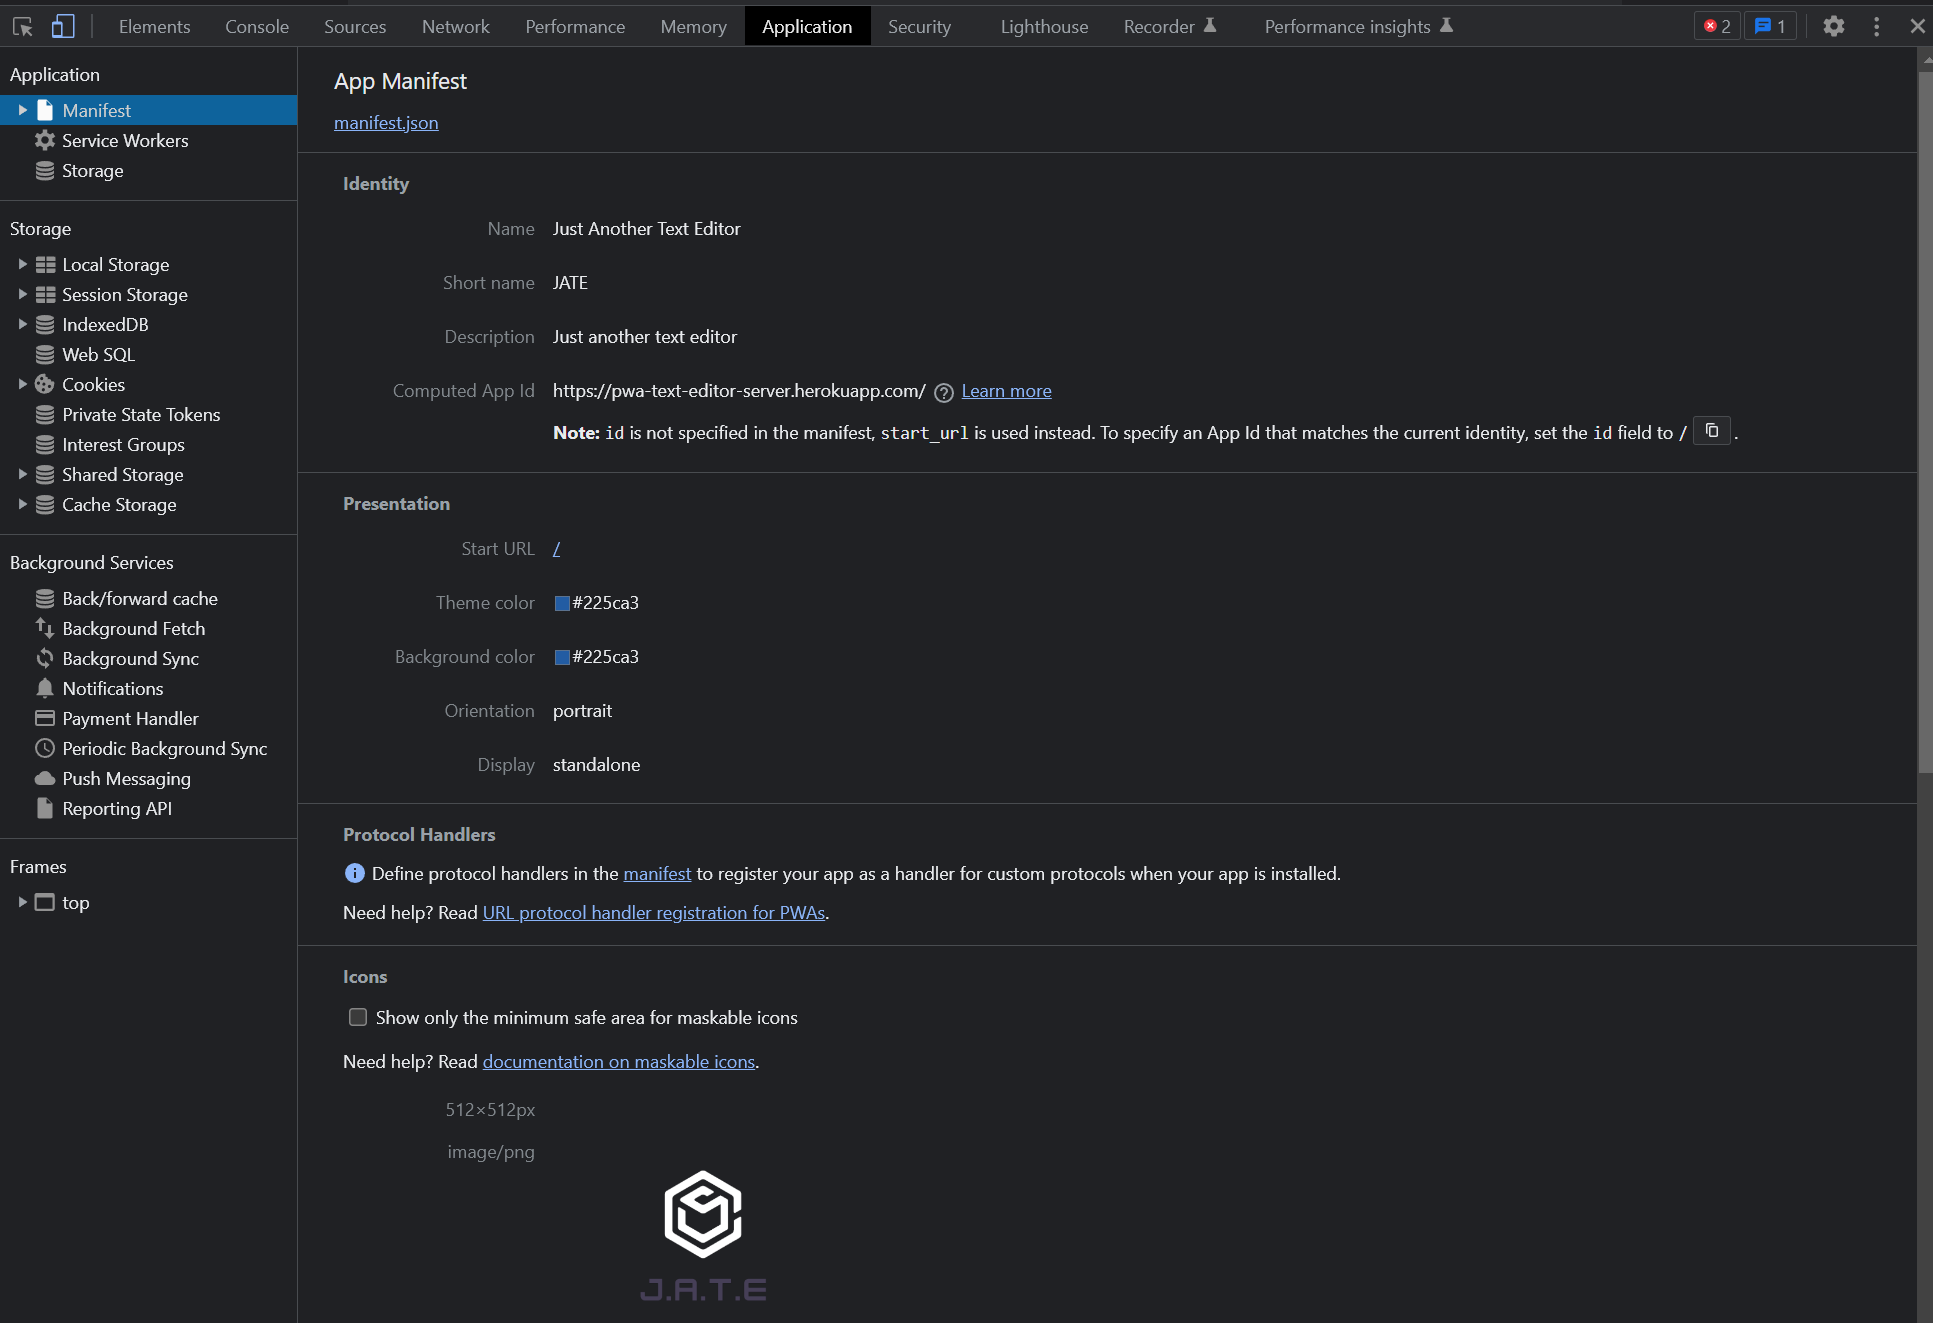 Elements Console Sources Network Performance Memory Application Security Lighthouse Recorder Performance insights 2 1
Application
Manifest
Service Workers
Storage
Storage
Local Storage
Session Storage
IndexedDB
Web SQL
Cookies
Private State Tokens
Interest Groups
Shared Storage
Cache Storage
Background Services
Back/forward cache
Background Fetch
Background Sync
Notifications
Payment Handler
Periodic Background Sync
Push Messaging
Reporting API
Frames
top
App Manifest
manifest.json
Identity
Name Just Another Text Editor
Short name JATE
Description Just another text editor
Computed App Id https://pwa-text-editor-server.herokuapp.com/ Learn more
Note: id is not specified in the manifest, start_url is used instead. To specify an App Id that matches the current identity, set the id field to / .
Presentation
Start URL /
Theme color #225ca3
Background color #225ca3
Orientation portrait
Display standalone
Protocol Handlers
Define protocol handlers in the manifest to register your app as a handler for custom protocols when your app is installed.
Need help? Read URL protocol handler registration for PWAs.
Icons
Show only the minimum safe area for maskable icons
Need help? Read documentation on maskable icons.
512×512px
image/png
J.A.T.E